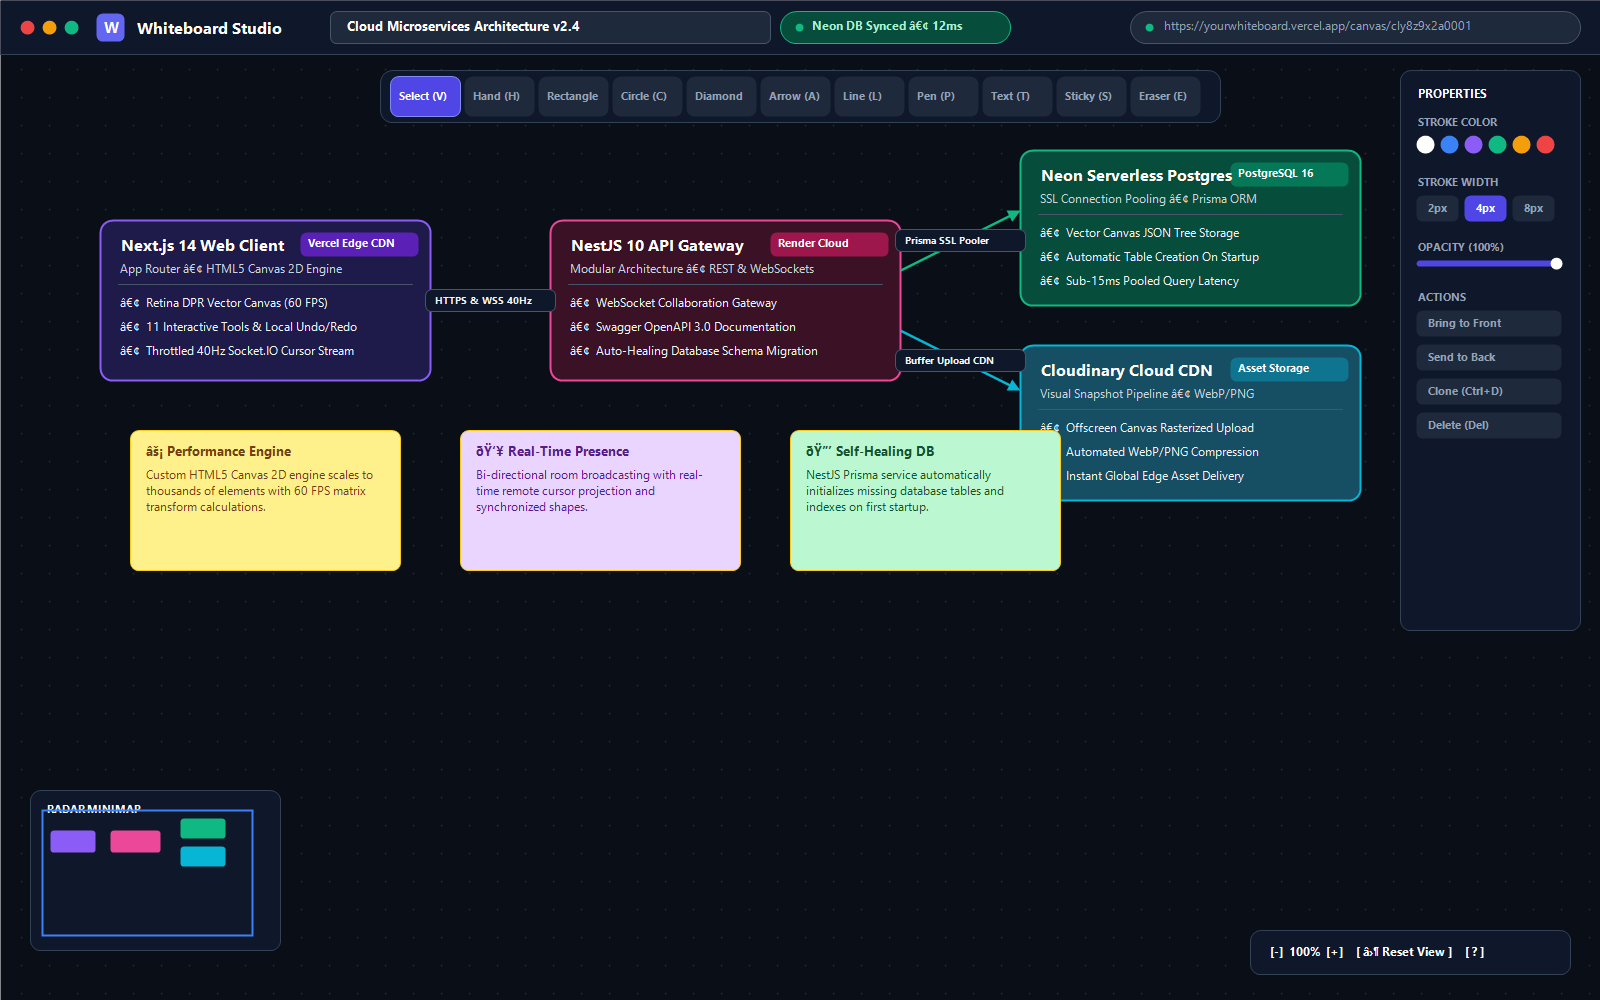 W Whiteboard Studio
Cloud Microservices Architecture v2.4
Neon DB Synced â€¢ 12ms
https://yourwhiteboard.vercel.app/canvas/cly8z9x2a0001
Select (V)
Hand (H)
Rectangle
Circle (C)
Diamond
Arrow (A)
Line (L)
Pen (P)
Text (T)
Sticky (S)
Eraser (E)
Next.js 14 Web Client
Vercel Edge CDN
App Router â€¢ HTML5 Canvas 2D Engine
â€¢ Retina DPR Vector Canvas (60 FPS)
â€¢ 11 Interactive Tools & Local Undo/Redo
â€¢ Throttled 40Hz Socket.IO Cursor Stream
HTTPS & WSS 40Hz
NestJS 10 API Gateway
Render Cloud
Modular Architecture â€¢ REST & WebSockets
â€¢ WebSocket Collaboration Gateway
â€¢ Swagger OpenAPI 3.0 Documentation
â€¢ Auto-Healing Database Schema Migration
Prisma SSL Pooler
Buffer Upload CDN
Neon Serverless Postgres
PostgreSQL 16
SSL Connection Pooling â€¢ Prisma ORM
â€¢ Vector Canvas JSON Tree Storage
â€¢ Automatic Table Creation On Startup
â€¢ Sub-15ms Pooled Query Latency
Cloudinary Cloud CDN
Asset Storage
Visual Snapshot Pipeline â€¢ WebP/PNG
â€¢ Offscreen Canvas Rasterized Upload
Automated WebP/PNG Compression
Instant Global Edge Asset Delivery
âš¡ Performance Engine
Custom HTML5 Canvas 2D engine scales to
thousands of elements with 60 FPS matrix
transform calculations.
ðŸ‘¥ Real-Time Presence
Bi-directional room broadcasting with real-
time remote cursor projection and
synchronized shapes.
ðŸ”’ Self-Healing DB
NestJS Prisma service automatically
initializes missing database tables and
indexes on first startup.
PROPERTIES
STROKE COLOR
STROKE WIDTH
2px
4px
8px
OPACITY (100%)
ACTIONS
Bring to Front
Send to Back
Clone (Ctrl+D)
Delete (Del)
RADAR MINIMAP
[-] 100% [+] [ â›¶ Reset View ] [ ? ]